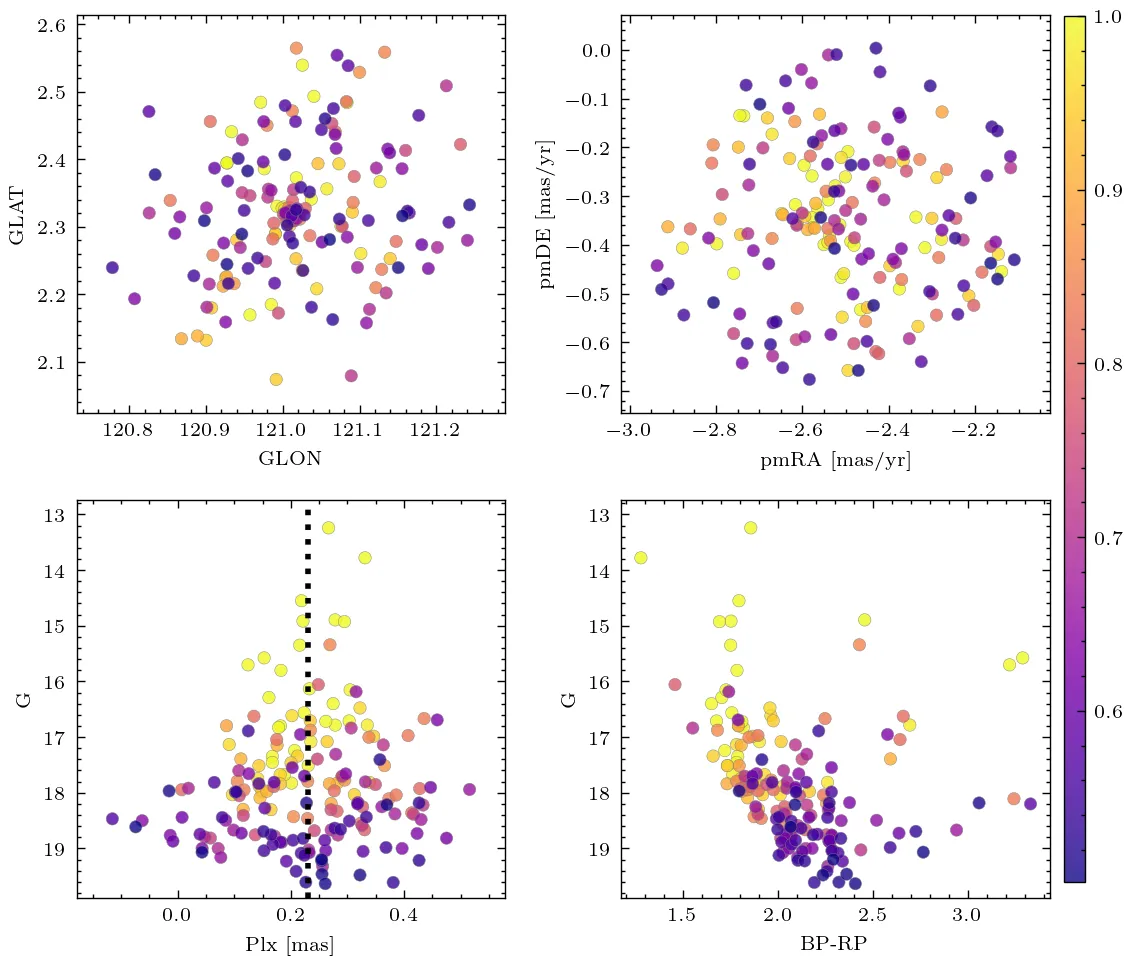 2.6
2.5
2.4
2.3
2.2
2.1
GLAT
120.8 120.9 121.0 121.1 121.2
GLON
0.0
−0.1
−0.2
−0.3
−0.4
−0.5
−0.6
−0.7
pmDE [mas/yr]
−3.0 −2.8 −2.6 −2.4 −2.2
pmRA [mas/yr]
1.0
0.9
0.8
0.7
0.6
13
14
15
16
17
18
19
G
0.0 0.2 0.4
Plx [mas]
13
14
15
16
17
18
19
G
1.5 2.0 2.5 3.0
BP-RP